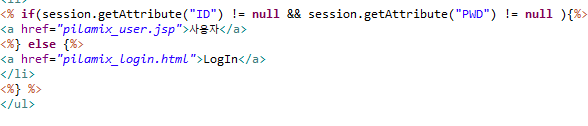 <% if(session.getAttribute("ID") != null && session.getAttribute("PWD") != null ){%>
<a href="pilamix_user.jsp">사용자</a>
<%} else {%>
<a href="pilamix_login.html">LogIn</a>
</li>
<%} %>
</ul>